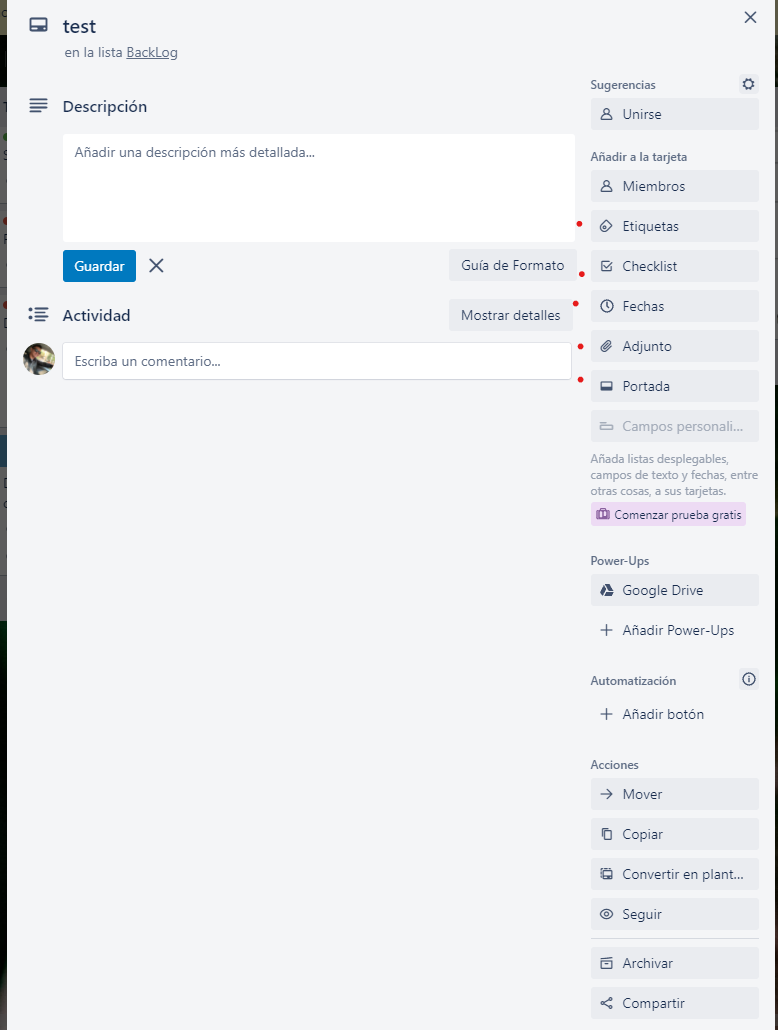 test
en la lista BackLog
Descripción
Añadir una descripción más detallada...
Guardar
Guía de Formato
Actividad
Mostrar detalles
Escriba un comentario...
Sugerencias
Unirse
Añadir a la tarjeta
Miembros
Etiquetas
Checklist
Fechas
Adjunto
Portada
Campos personali...
Añada listas desplegables,
campos de texto y fechas, entre
otras cosas, a sus tarjetas.
Comenzar prueba gratis
Power-Ups
Google Drive
Añadir Power-Ups
Automatización
Añadir botón
Acciones
Mover
Copiar
Convertir en plant...
Seguir
Archivar
Compartir